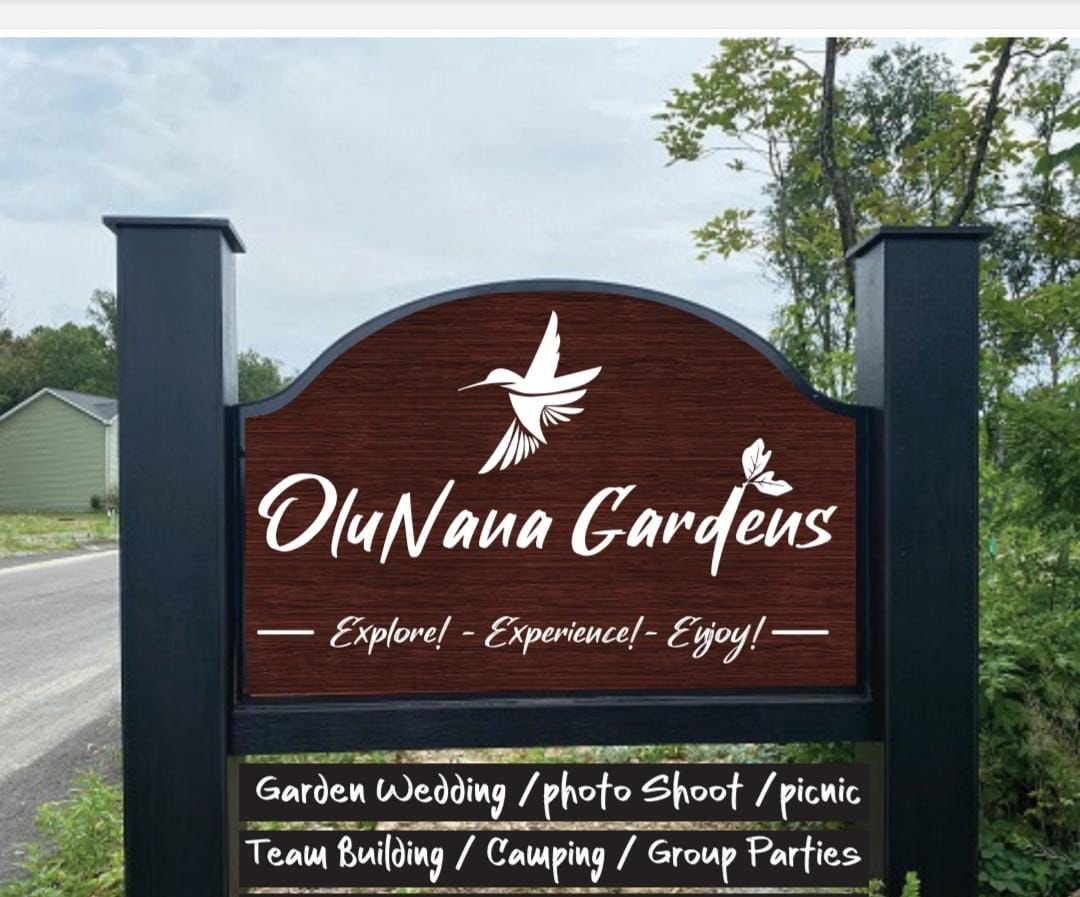 OluNana Gardens
Explore! - Experience! - Enjoy!
Garden Wedding / photo Shoot / picnic
Team Building / Camping / Group Parties